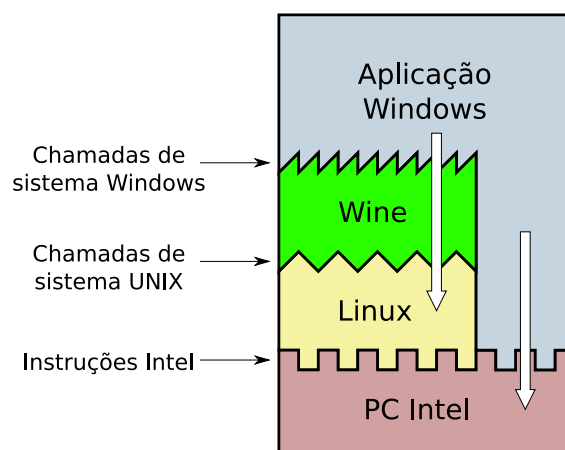 Aplicação
Windows
Chamadas de
sistema Windows
Wine
Chamadas de
sistema UNIX
Linux
Instruções Intel
PC Intel